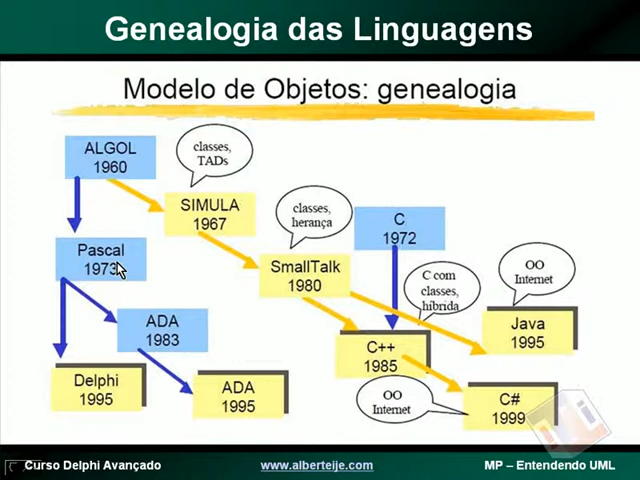 Genealogia das Linguagens
Modelo de Objetos: genealogia
ALGOL
1960
classes,
TADs
SIMULA
1967
classes,
herança
C
1972
Pascal
1973
SmallTalk
1980
C com
classes,
híbrida
OO
Internet
ADA
1983
Java
1995
C++
1985
Delphi
1995
ADA
1995
OO
Internet
C#
1999
Curso Delphi Avançado
www.alberteije.com
MP – Entendendo UML